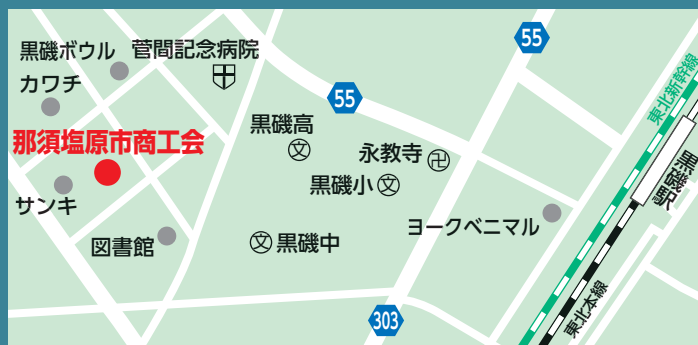 黒磯ボウル
菅間記念病院
カワチ
55
55
東北新幹線
黒磯高
那須塩原市商工会
永教寺
黒磯駅
黒磯小
サンキ
ヨークベニマル
図書館
黒磯中
東北本線
303
文
文
文